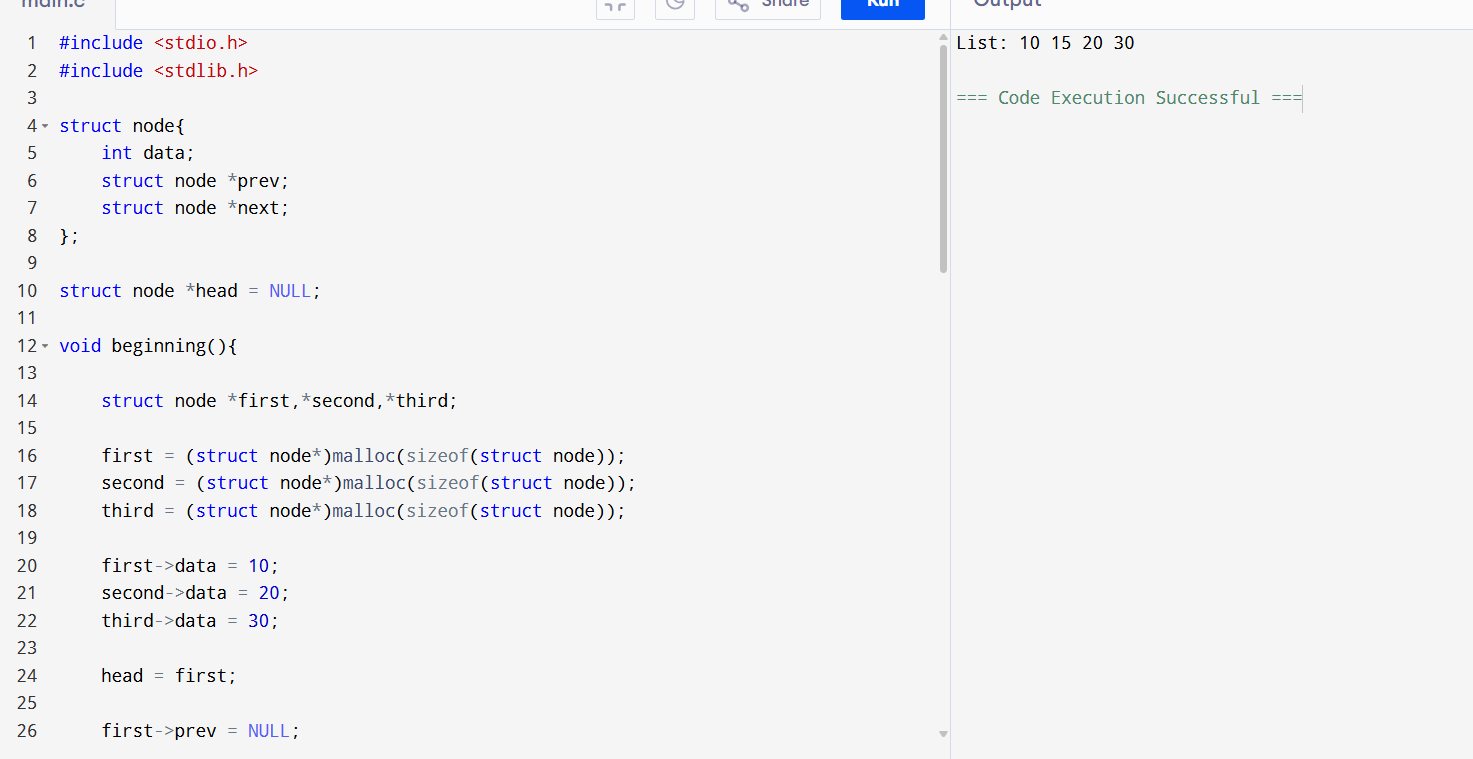 main.c Share Run Output
1 #include <stdio.h>
2 #include <stdlib.h>
3
4 struct node{
5     int data;
6     struct node *prev;
7     struct node *next;
8 };
9
10 struct node *head = NULL;
11
12 void beginning(){
13
14     struct node *first,*second,*third;
15
16     first = (struct node*)malloc(sizeof(struct node));
17     second = (struct node*)malloc(sizeof(struct node));
18     third = (struct node*)malloc(sizeof(struct node));
19
20     first->data = 10;
21     second->data = 20;
22     third->data = 30;
23
24     head = first;
25
26     first->prev = NULL;
List: 10 15 20 30
=== Code Execution Successful ===